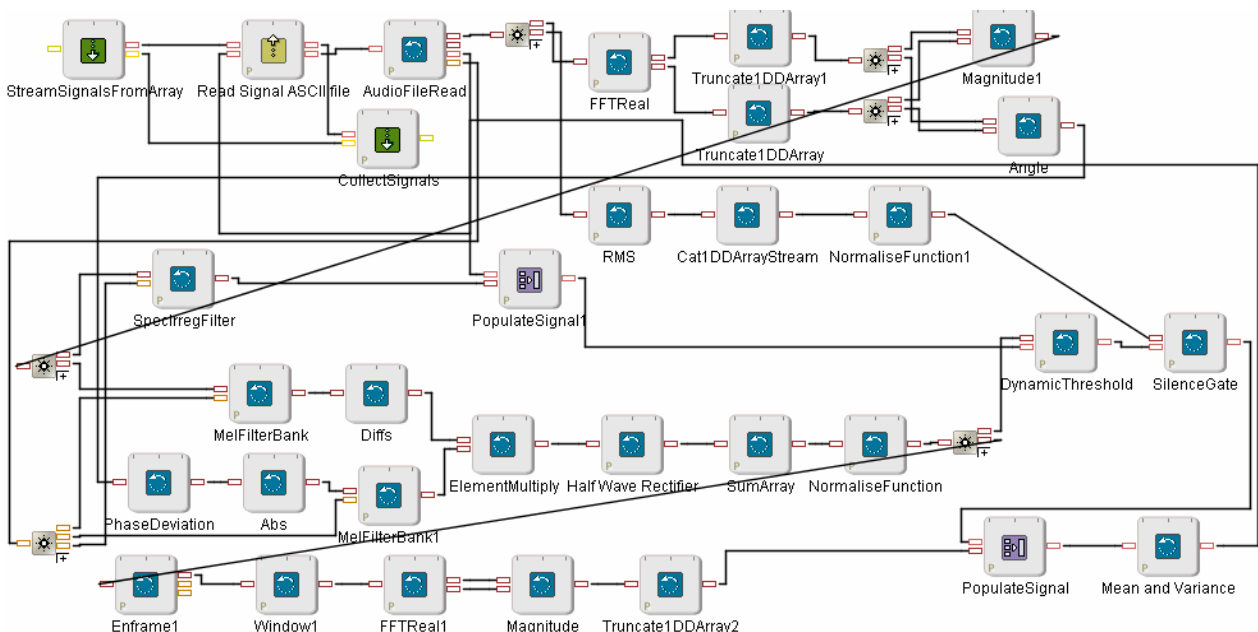 StreamSignalsFromArray
Read Signal ASCII file
AudioFileRead
FFTReal
Truncate1DDArray1
Magnitude1
Truncate1DDArray
Angle
CollectSignals
RMS
Cat1DDArrayStream
NormaliseFunction1
SpecIrregFilter
PopulateSignal1
DynamicThreshold
SilenceGate
MelFilterBank
Diffs
ElementMultiply
Half Wave Rectifier
SumArray
NormaliseFunction
PhaseDeviation
Abs
MelFilterBank1
PopulateSignal
Mean and Variance
Enframe1
Window1
FFTReal1
Magnitude
Truncate1DDArray2